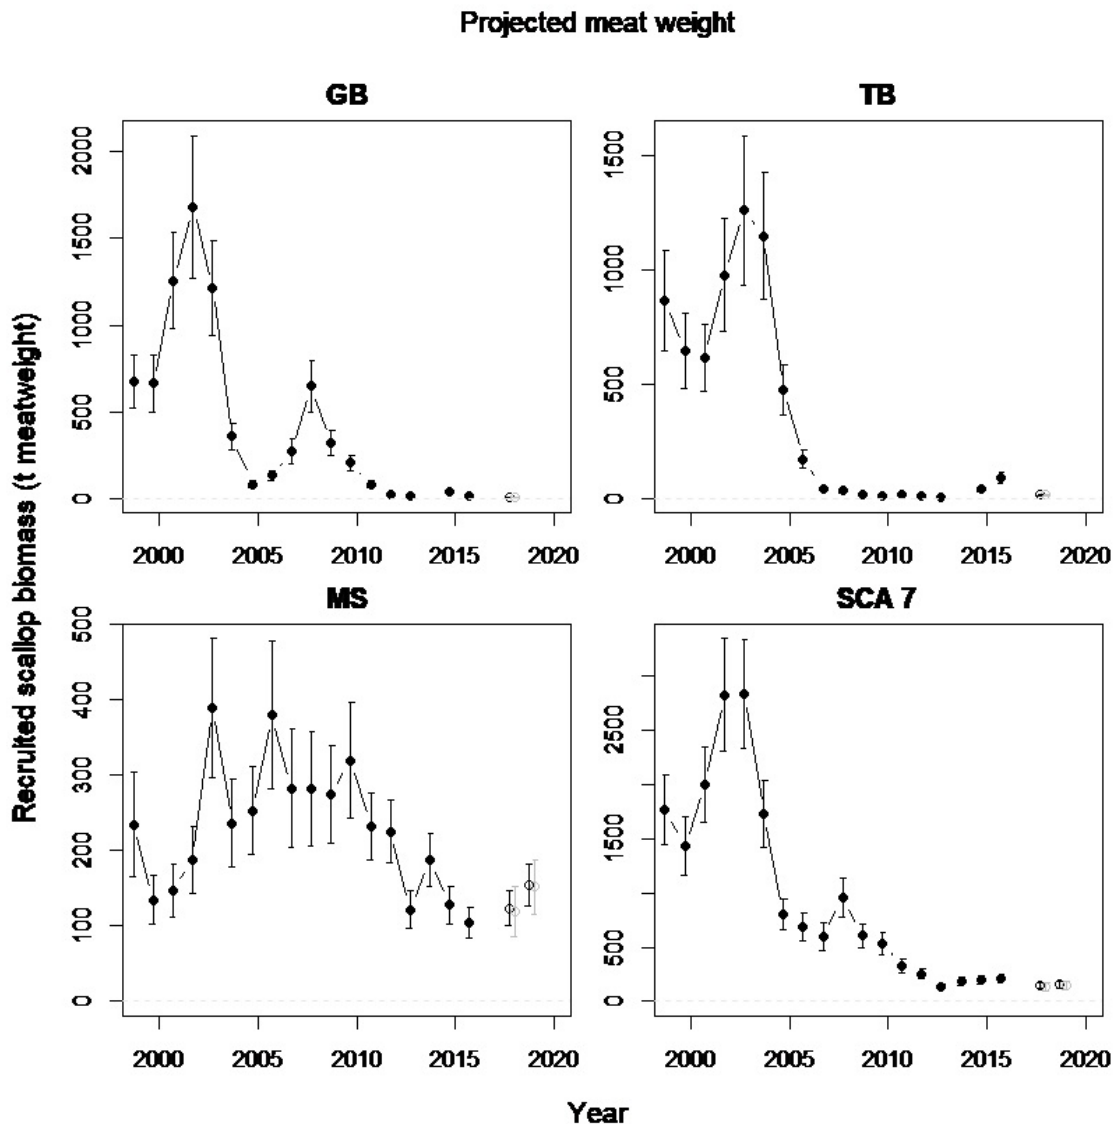 Projected meat weight
GB
TB
2000
1500
1000
500
0
1500
1000
500
0
2000 2005 2010 2015 2020
2000 2005 2010 2015 2020
MS
SCA 7
500
400
300
200
100
0
2500
1500
500
0
2000 2005 2010 2015 2020
2000 2005 2010 2015 2020
Recruited scallop biomass (t meatweight)
Year